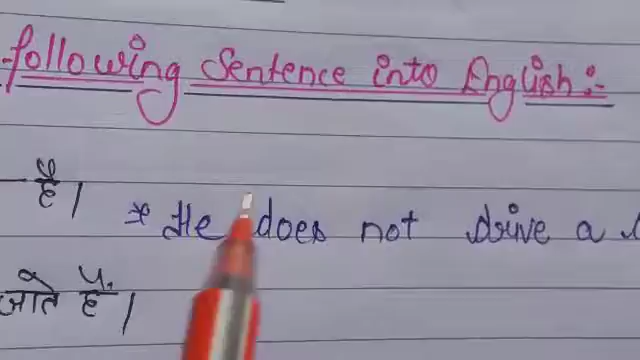 following Sentence into English:-
है। * He does not drive a
जाते हैं।